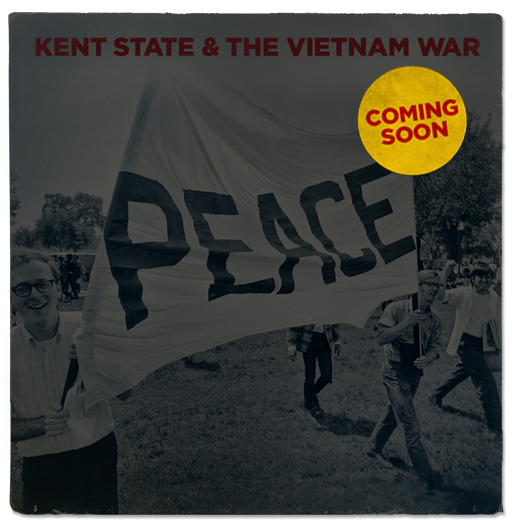 KENT STATE & THE VIETNAM WAR
COMING
SOON
PEACE